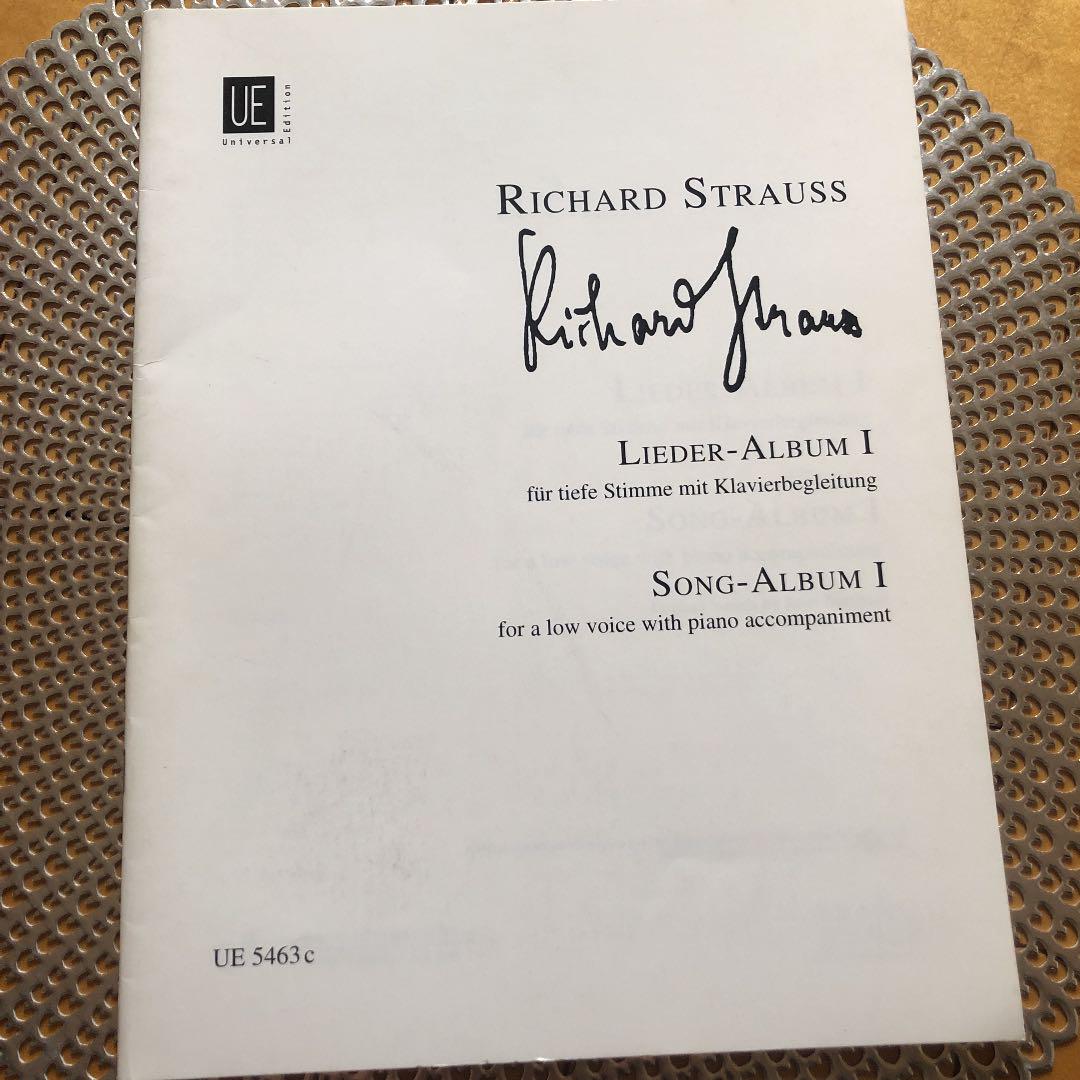 UE
Universal
Edition
RICHARD STRAUSS
Richard Strauss
LIEDER-ALBUM I
für tiefe Stimme mit Klavierbegleitung
SONG-ALBUM I
for a low voice with piano accompaniment
UE 5463c